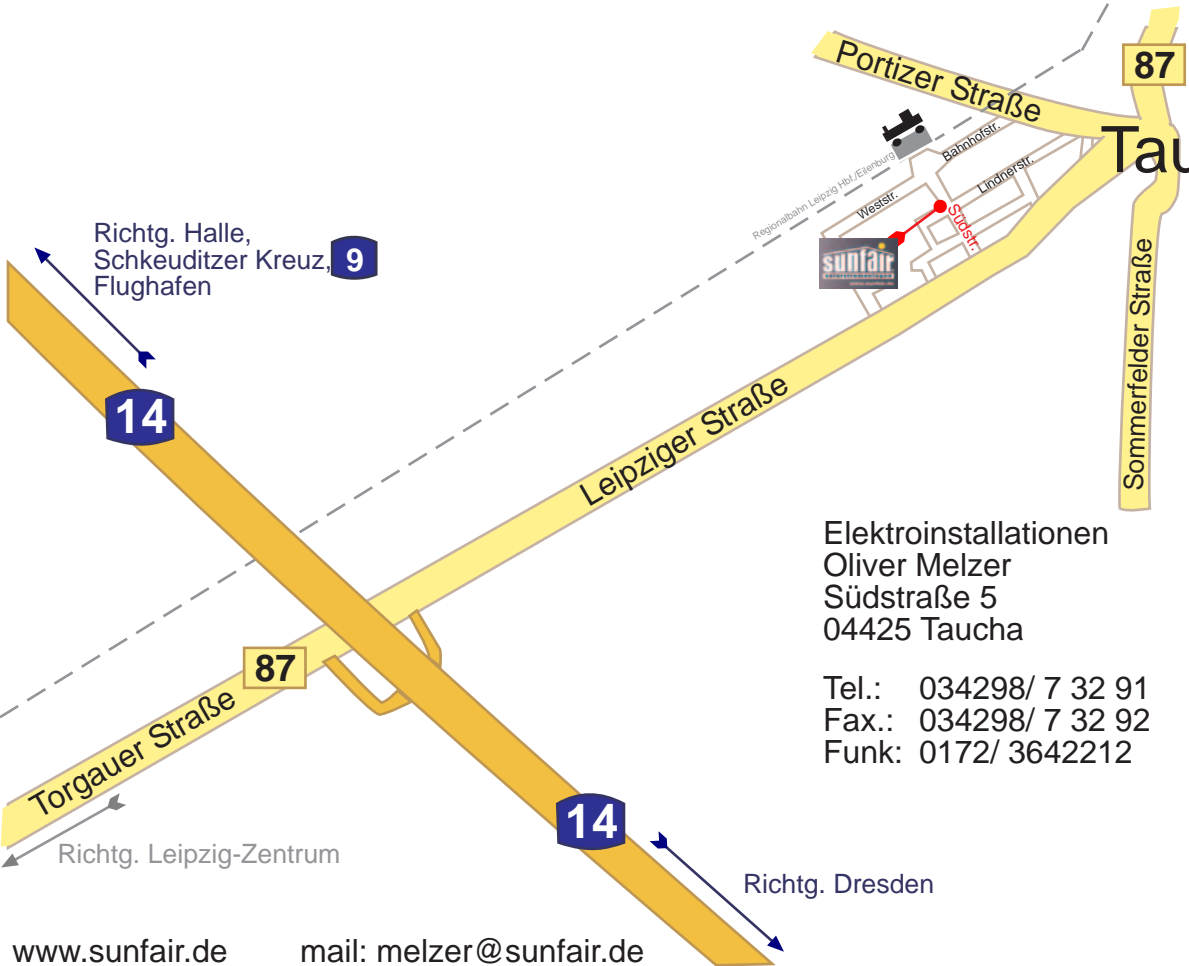 Portizer Straße
87
Tau
Bahnhofstr.
Lindnerstr.
Weststr.
Südstr.
Regionalbahn Leipzig Hbf./Eilenburg
sunfair
www.sunfair.de
Sommerfelder Straße
Richtg. Halle,
Schkeuditzer Kreuz, 9
Flughafen
14
Leipziger Straße
Elektroinstallationen
Oliver Melzer
Südstraße 5
04425 Taucha
Tel.: 034298/ 7 32 91
Fax.: 034298/ 7 32 92
Funk: 0172/ 3642212
87
Torgauer Straße
14
Richtg. Leipzig-Zentrum
Richtg. Dresden
www.sunfair.de mail: melzer@sunfair.de